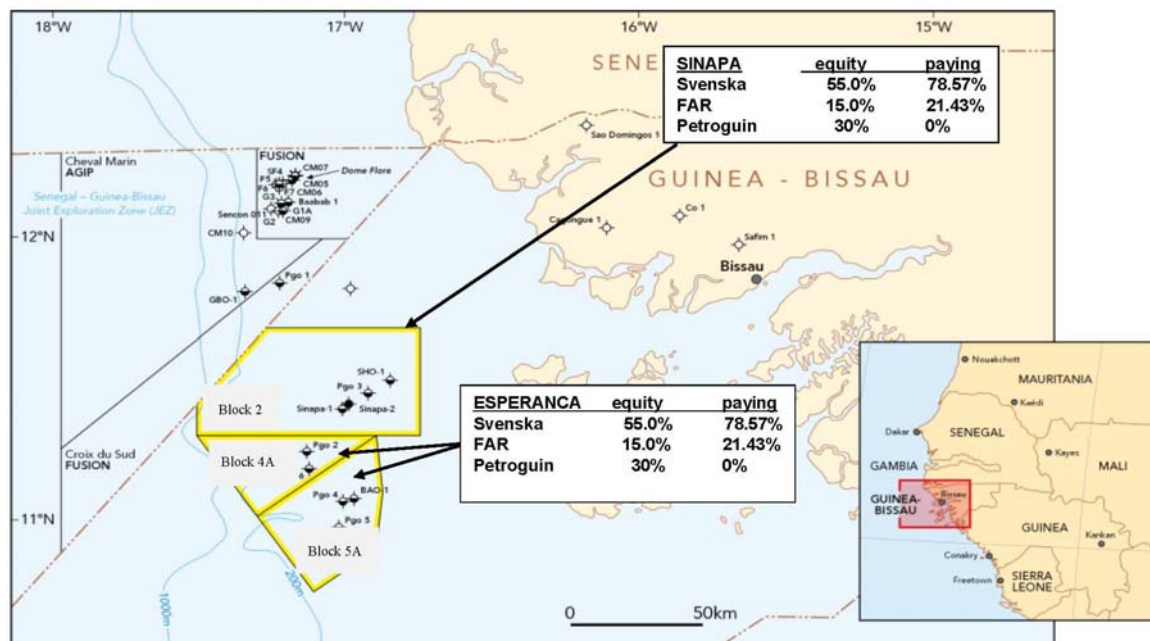 18°W 17°W 16°W 15°W
SINAPA equity paying
Svenska 55.0% 78.57%
FAR 15.0% 21.43%
Petroguin 30% 0%
SENE
Sao Domingos 1
Cheval Marin
AGIP
FUSION
SF4
CM07
Dome Flore
CM05
CM06
F7
F6
G3
Baabab 1
G1A
CM09
G2
Senegal – Guinea-Bissau
Joint Exploration Zone (JEZ)
GUINEA - BISSAU
Co 1
Safim 1
Bissau
12°N
CM10
Pgo 1
GBO-1
SHO-1
Pgo 3
Sinapa-1
Sinapa-2
Block 2
ESPERANCA equity paying
Svenska 55.0% 78.57%
FAR 15.0% 21.43%
Petroguin 30% 0%
Croix du Sud
FUSION
Pgo 2
Block 4A
BAO-1
Pgo 4
Pgo 5
11°N
Block 5A
1000m
200m
0 50km
Nouakchott
MAURITANIA
Kaédi
Dakar
SENEGAL
Kayes
MALI
GAMBIA
GUINEA-
BISSAU
Bissau
GUINEA
Kankan
Conakry
Freetown
SIERRA
LEONE